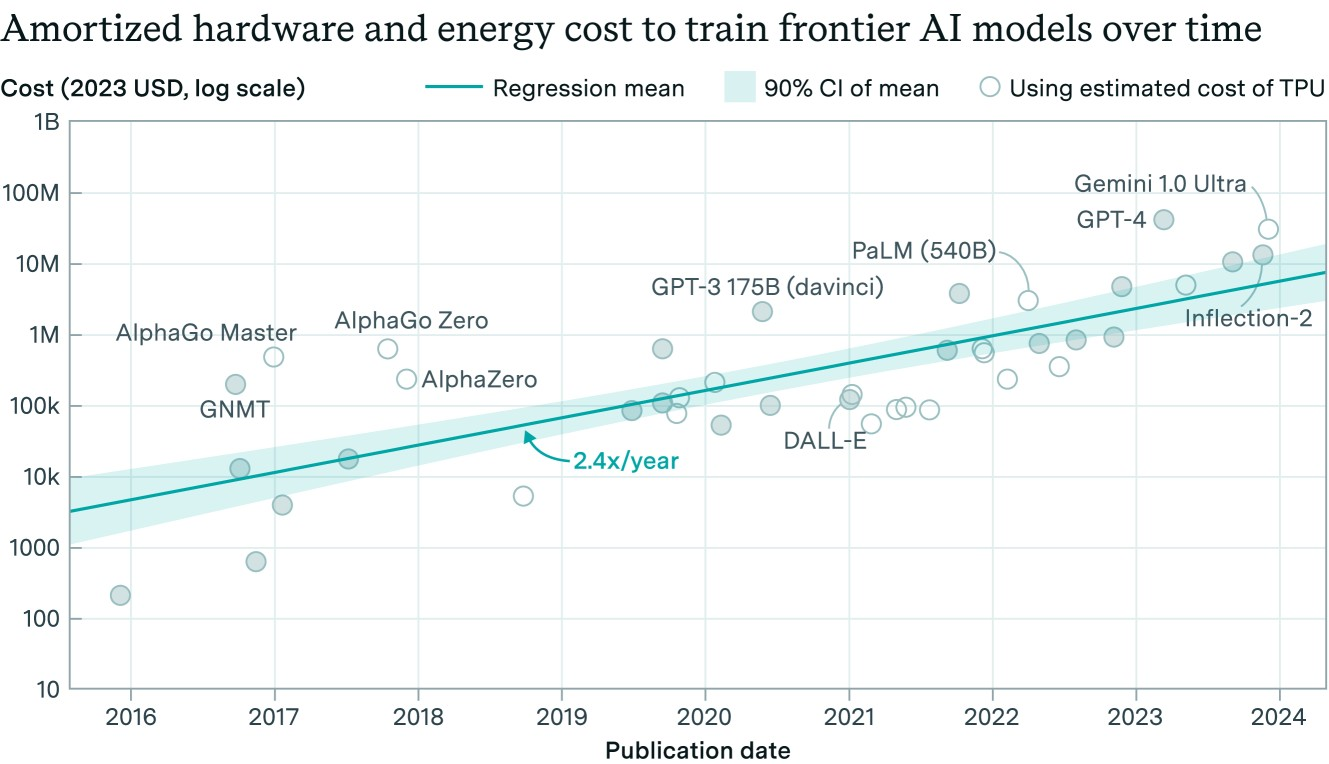 Amortized hardware and energy cost to train frontier AI models over time
Cost (2023 USD, log scale)
Regression mean
90% CI of mean
Using estimated cost of TPU
1B
100M
10M
1M
100k
10k
1000
100
10
Gemini 1.0 Ultra
GPT-4
PaLM (540B)
GPT-3 175B (davinci)
Inflection-2
AlphaGo Master
AlphaGo Zero
AlphaZero
GNMT
DALL-E
2.4x/year
2016 2017 2018 2019 2020 2021 2022 2023 2024
Publication date